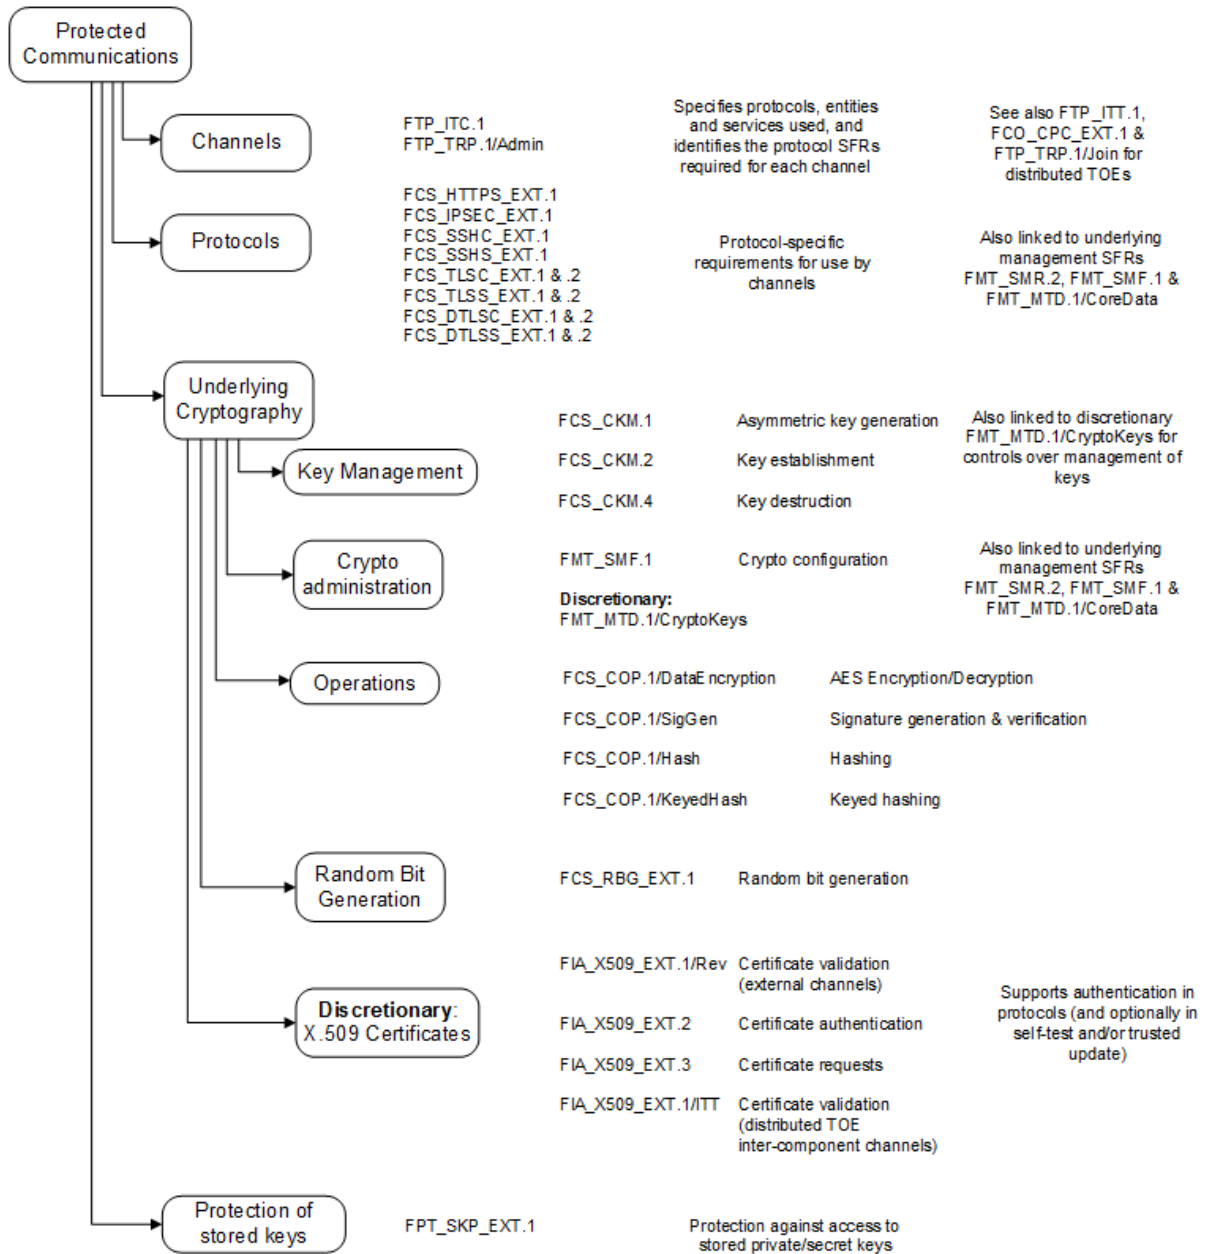 Protected
Communications
Channels
FTP_ITC.1
FTP_TRP.1/Admin
Specifies protocols, entities
and services used, and
identifies the protocol SFRs
required for each channel
See also FTP_ITT.1,
FCO_CPC_EXT.1 &
FTP_TRP.1/Join for
distributed TOEs
Protocols
FCS_HTTPS_EXT.1
FCS_IPSEC_EXT.1
FCS_SSHC_EXT.1
FCS_SSHS_EXT.1
FCS_TLSC_EXT.1 & .2
FCS_TLSS_EXT.1 & .2
FCS_DTLSC_EXT.1 & .2
FCS_DTLSS_EXT.1 & .2
Protocol-specific
requirements for use by
channels
Also linked to underlying
management SFRs
FMT_SMR.2, FMT_SMF.1 &
FMT_MTD.1/CoreData
Underlying
Cryptography
Key Management
FCS_CKM.1
Asymmetric key generation
FCS_CKM.2
Key establishment
FCS_CKM.4
Key destruction
Also linked to discretionary
FMT_MTD.1/CryptoKeys for
controls over management of
keys
Crypto
administration
FMT_SMF.1
Crypto configuration
Discretionary:
FMT_MTD.1/CryptoKeys
Also linked to underlying
management SFRs
FMT_SMR.2, FMT_SMF.1 &
FMT_MTD.1/CoreData
Operations
FCS_COP.1/DataEncryption
AES Encryption/Decryption
FCS_COP.1/SigGen
Signature generation & verification
FCS_COP.1/Hash
Hashing
FCS_COP.1/KeyedHash
Keyed hashing
Random Bit
Generation
FCS_RBG_EXT.1
Random bit generation
Discretionary:
X.509 Certificates
FIA_X509_EXT.1/Rev
Certificate validation
(external channels)
FIA_X509_EXT.2
Certificate authentication
FIA_X509_EXT.3
Certificate requests
FIA_X509_EXT.1/ITT
Certificate validation
(distributed TOE
inter-component channels)
Supports authentication in
protocols (and optionally in
self-test and/or trusted
update)
Protection of
stored keys
FPT_SKP_EXT.1
Protection against access to
stored private/secret keys